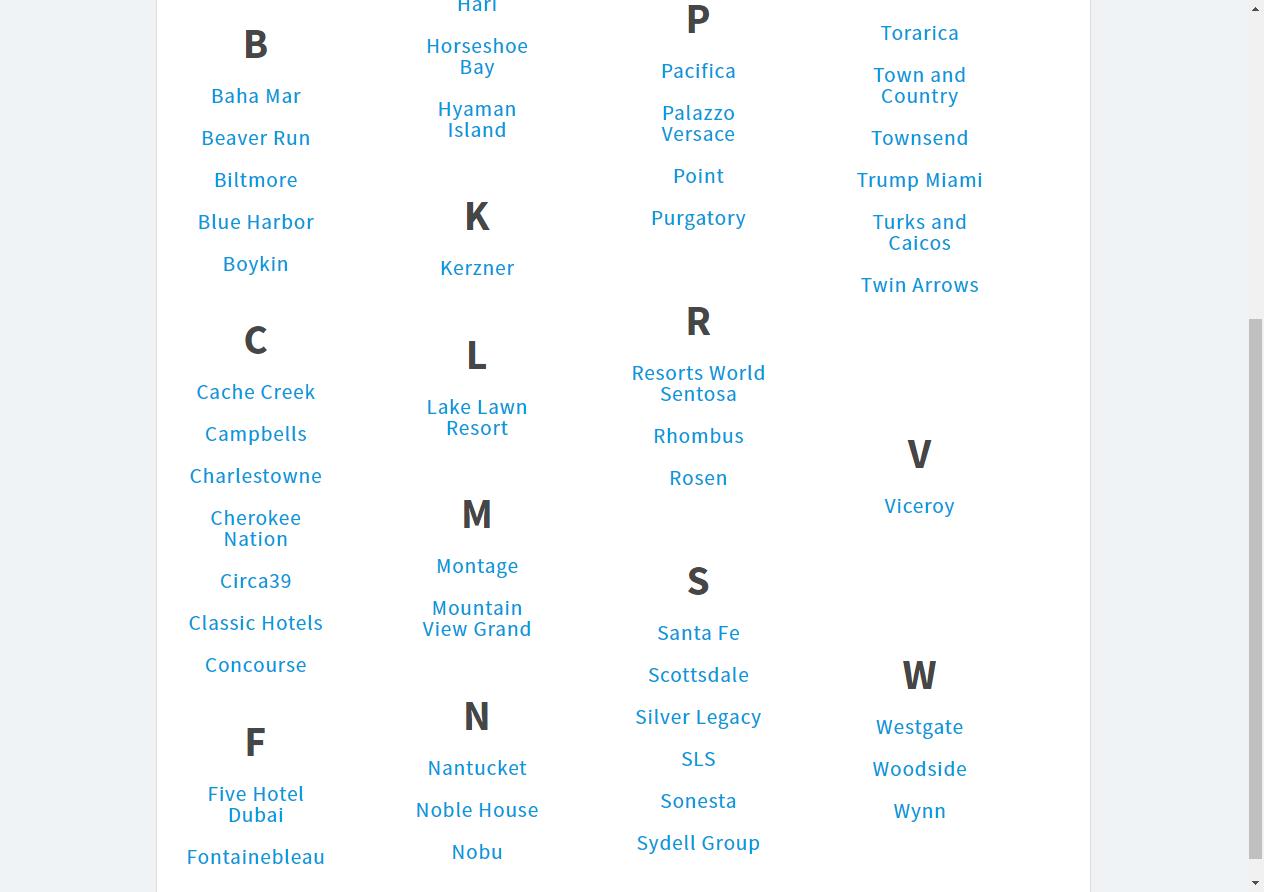 B
Baha Mar
Beaver Run
Biltmore
Blue Harbor
Boykin
C
Cache Creek
Campbells
Charlestowne
Cherokee
Nation
Circa39
Classic Hotels
Concourse
F
Five Hotel
Dubai
Fontainebleau
Hari
Horseshoe
Bay
Hyaman
Island
K
Kerzner
L
Lake Lawn
Resort
M
Montage
Mountain
View Grand
N
Nantucket
Noble House
Nobu
P
Pacifica
Palazzo
Versace
Point
Purgatory
R
Resorts World
Sentosa
Rhombus
Rosen
S
Santa Fe
Scottsdale
Silver Legacy
SLS
Sonesta
Sydell Group
Torarica
Town and
Country
Townsend
Trump Miami
Turks and
Caicos
Twin Arrows
V
Viceroy
W
Westgate
Woodside
Wynn